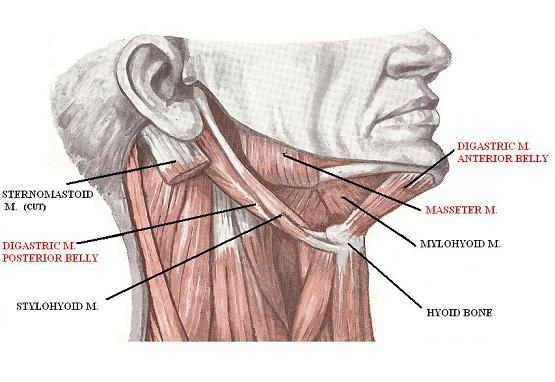 STERNOMASTOID
M. (CUT)
DIGASTRIC M.
POSTERIOR BELLY
STYLOHYOID M.
DIGASTRIC M.
ANTERIOR BELLY
MASSETER M.
MYLOHYOID M.
HYOID BONE